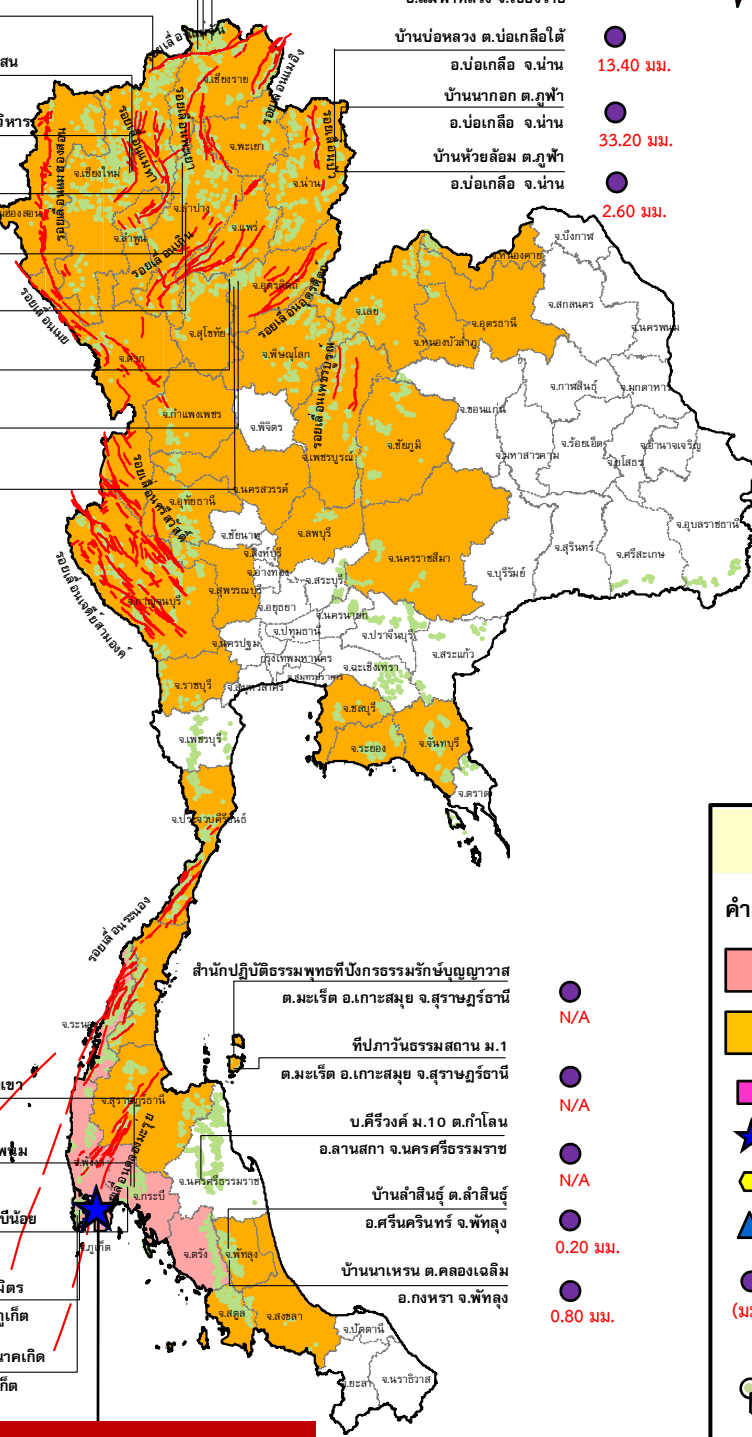 บ้านบ่อหลวง ต.บ่อเกลือใต้
อ.บ่อเกลือ จ.น่าน
13.40 มม.
บ้านนากอก ต.ภูฟ้า
อ.บ่อเกลือ จ.น่าน
33.20 มม.
บ้านห้วยล้อม ต.ภูฟ้า
อ.บ่อเกลือ จ.น่าน
2.60 มม.
จ.เชียงราย
รอยเลื่อนแม่อิง
รอยเลื่อนพะเยา
รอยเลื่อนแม่ทา
รอยเลื่อนแม่ฮ่องสอน
รอยเลื่อนปัว
จ.พะเยา
จ.เชียงใหม่
จ.น่าน
จ.ลำปาง
จ.ลำพูน
จ.แพร่
รอยเลื่อนเถิน
รอยเลื่อนเมย
จ.อุตรดิตถ์
รอยเลื่อนอุตรดิตถ์
จ.บึงกาฬ
จ.หนองคาย
จ.สกลนคร
จ.นครพนม
จ.เลย
จ.อุดรธานี
จ.หนองบัวลำภู
จ.สุโขทัย
จ.ตาก
จ.พิษณุโลก
รอยเลื่อนเพชรบูรณ์
จ.กาฬสินธุ์
จ.มุกดาหาร
จ.ขอนแก่น
จ.กำแพงเพชร
จ.พิจิตร
จ.เพชรบูรณ์
จ.ชัยภูมิ
จ.มหาสารคาม
จ.ร้อยเอ็ด
จ.ยโสธร
จ.อำนาจเจริญ
รอยเลื่อนศรีสวัสดิ์
จ.อุทัยธานี
จ.นครสวรรค์
จ.ชัยนาท
จ.ลพบุรี
จ.นครราชสีมา
จ.บุรีรัมย์
จ.สุรินทร์
จ.ศรีสะเกษ
จ.อุบลราชธานี
รอยเลื่อนเจดีย์สามองค์
จ.กาญจนบุรี
จ.สิงห์บุรี
จ.อ่างทอง
จ.สุพรรณบุรี
จ.สระบุรี
จ.อยุธยา
จ.นครนายก
จ.ปทุมธานี
จ.ปราจีนบุรี
จ.นครปฐม
กรุงเทพมหานคร
จ.ฉะเชิงเทรา
จ.สระแก้ว
จ.สมุทรปราการ
จ.สมุทรสาคร
จ.ราชบุรี
จ.เพชรบุรี
จ.ชลบุรี
จ.ระยอง
จ.จันทบุรี
จ.ตราด
จ.ประจวบคีรีขันธ์
รอยเลื่อนระนอง
คำ
สำนักปฏิบัติธรรมพุทธทีปังกรธรรมรักษ์บุญญาวาส
ต.มะเร็ต อ.เกาะสมุย จ.สุราษฎร์ธานี
N/A
ทีปภาวันธรรมสถาน ม.1
ต.มะเร็ต อ.เกาะสมุย จ.สุราษฎร์ธานี
N/A
บ.คีรีวงค์ ม.10 ต.กำโลน
อ.ลานสกา จ.นครศรีธรรมราช
N/A
บ้านลำสินธุ์ ต.ลำสินธุ์
อ.ศรีนครินทร์ จ.พัทลุง
0.20 มม.
บ้านนาเหรน ต.คลองเฉลิม
อ.กงหรา จ.พัทลุง
0.80 มม.
จ.สุราษฎร์ธานี
จ.พังงา
จ.กระบี่
จ.นครศรีธรรมราช
จ.ภูเก็ต
จ.ตรัง
จ.พัทลุง
จ.สตูล
จ.สงขลา
จ.ปัตตานี
จ.ยะลา
จ.นราธิวาส